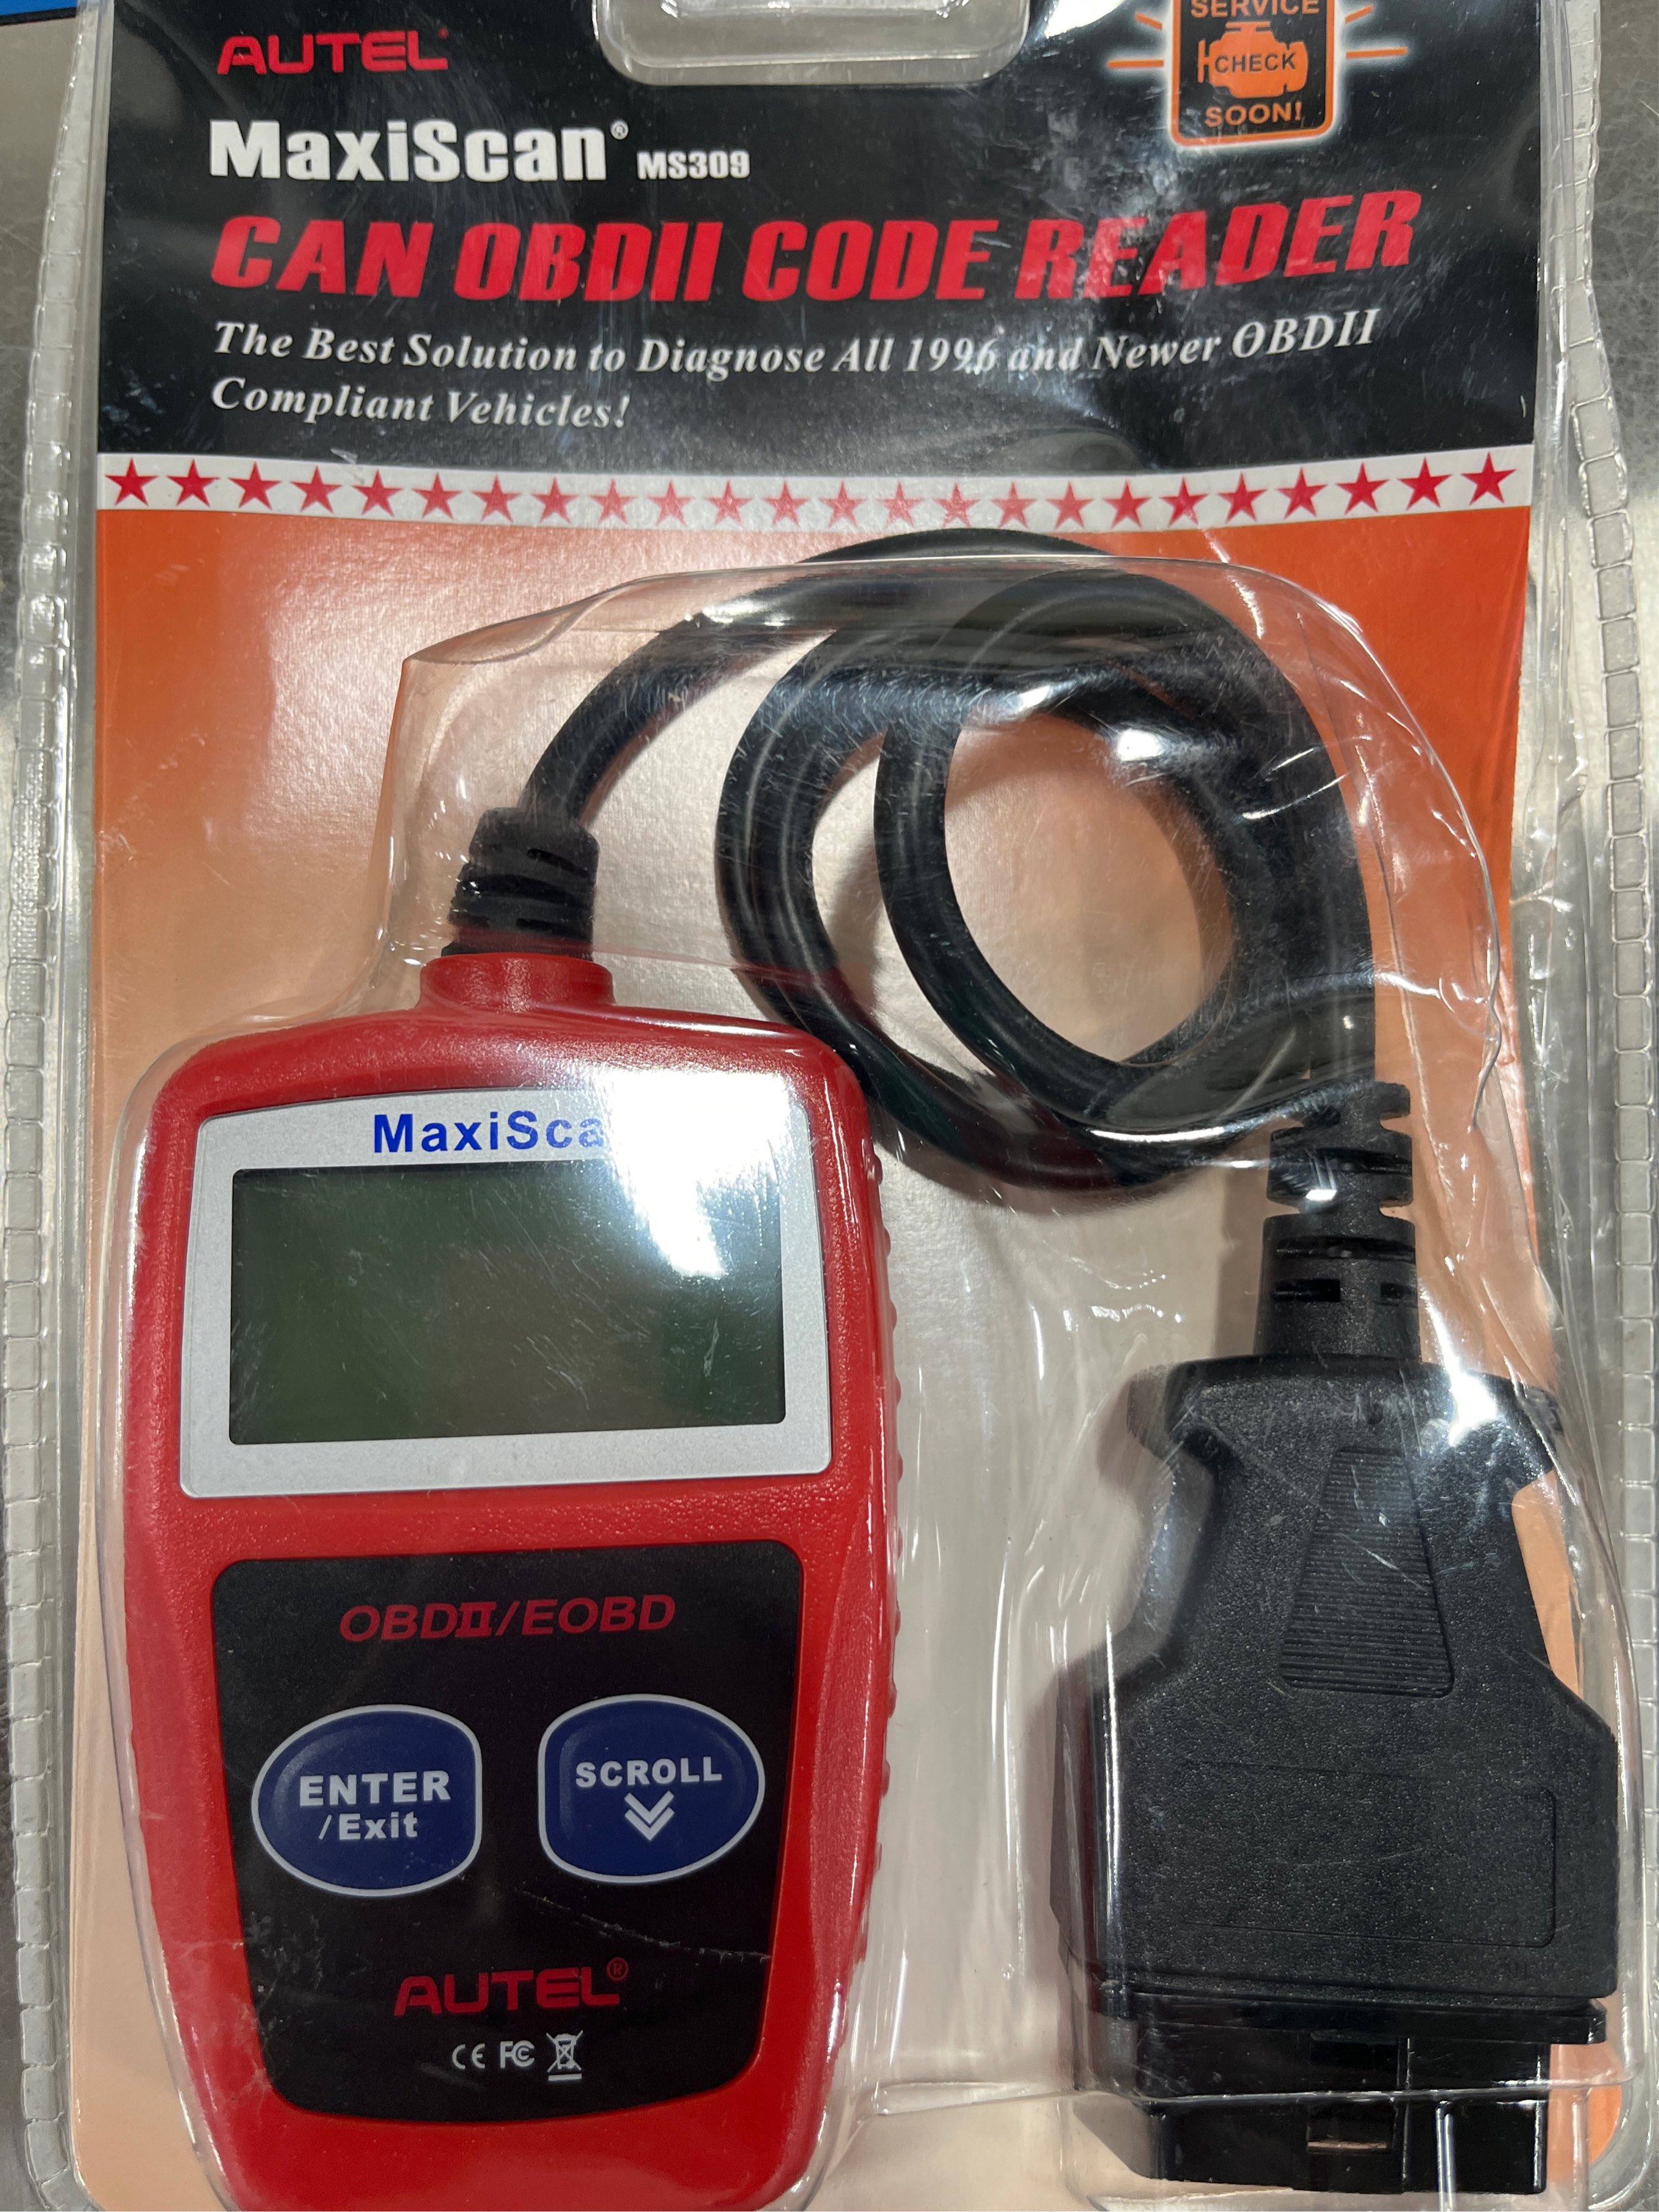 SERVICE
CHECK
SOON!
AUTEL
MaxiScan® MS309
CAN OBDII CODE READER
The Best Solution to Diagnose All 1996 and Newer OBDII
Compliant Vehicles!
MaxiSca
OBDII/EOBD
ENTER
/Exit
SCROLL
AUTEL®
CE FC